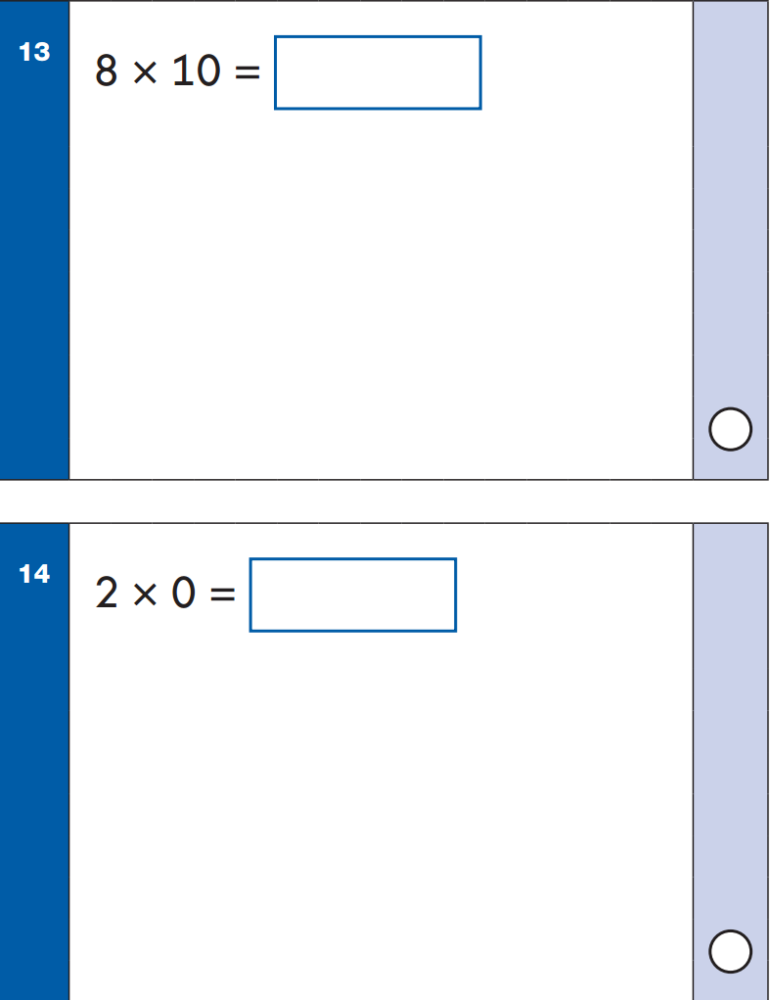 13
8 × 10 =
14
2 × 0 =